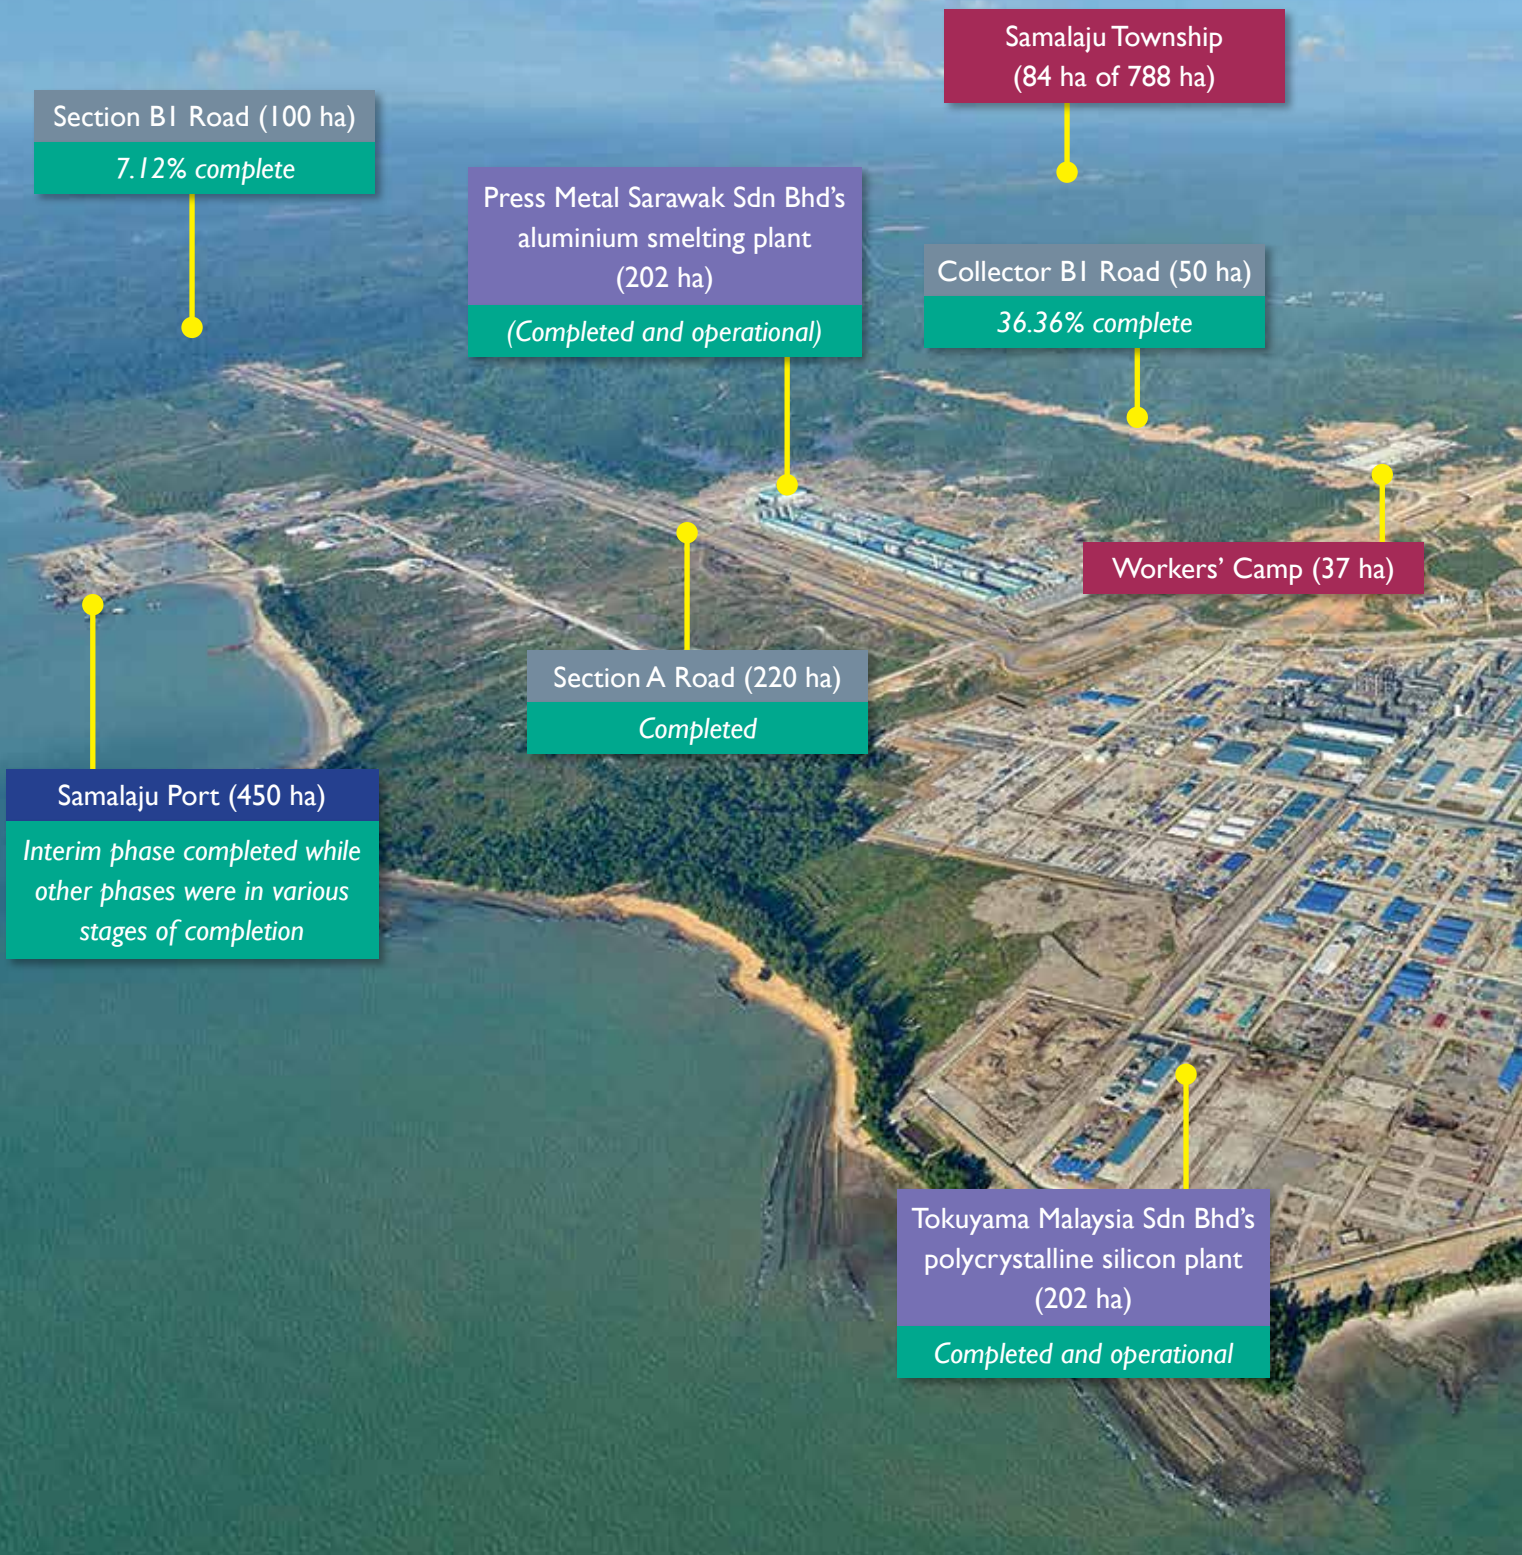 Samalaju Township
(84 ha of 788 ha)
Section B1 Road (100 ha)
7.12% complete
Press Metal Sarawak Sdn Bhd's
aluminium smelting plant
(202 ha)
(Completed and operational)
Collector B1 Road (50 ha)
36.36% complete
Workers' Camp (37 ha)
Section A Road (220 ha)
Completed
Samalaju Port (450 ha)
Interim phase completed while
other phases were in various
stages of completion
Tokuyama Malaysia Sdn Bhd's
polycrystalline silicon plant
(202 ha)
Completed and operational